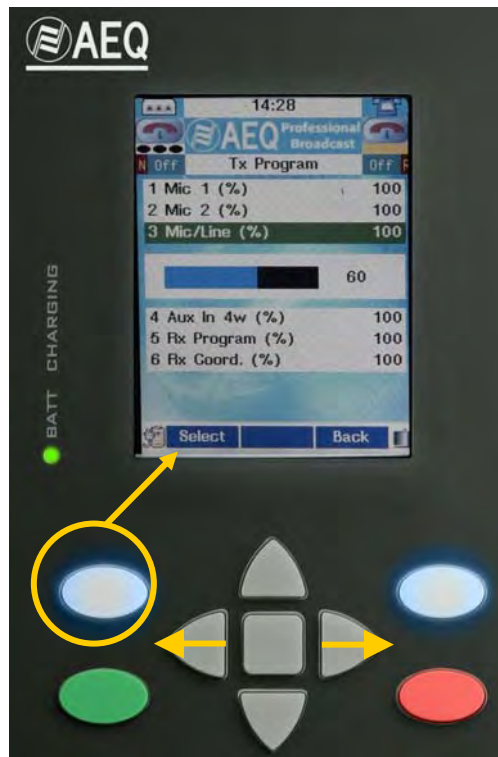 AEQ
14:28
AEQ Professional Broadcast
N Off Tx Program Off R
1 Mic 1 (%) 100
2 Mic 2 (%) 100
3 Mic/Line (%) 100
60
4 Aux In 4w (%) 100
5 Rx Program (%) 100
6 Rx Coord. (%) 100
Select Back
BATT CHARGING